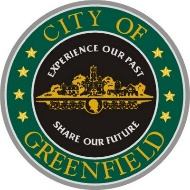 CITY OF
EXPERIENCE OUR PAST
SHARE OUR FUTURE
GREENFIELD